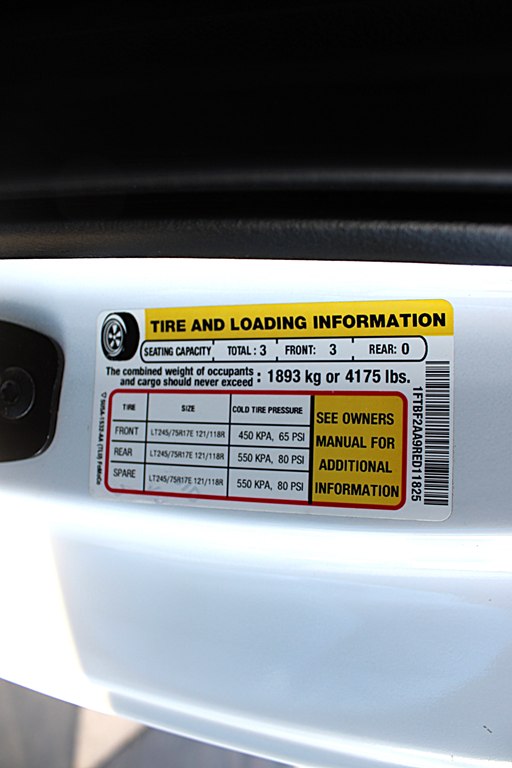 TIRE AND LOADING INFORMATION
SEATING CAPACITY TOTAL : 3 FRONT: 3 REAR: 0
The combined weight of occupants
and cargo should never exceed : 1893 kg or 4175 lbs.
TIRE SIZE COLD TIRE PRESSURE
FRONT LT245/75R17E 121/118R 450 KPA, 65 PSI
REAR LT245/75R17E 121/118R 550 KPA, 80 PSI
SPARE LT245/75R17E 121/118R 550 KPA, 80 PSI
SEE OWNERS
MANUAL FOR
ADDITIONAL
INFORMATION
1FTBF2AA9RED11825